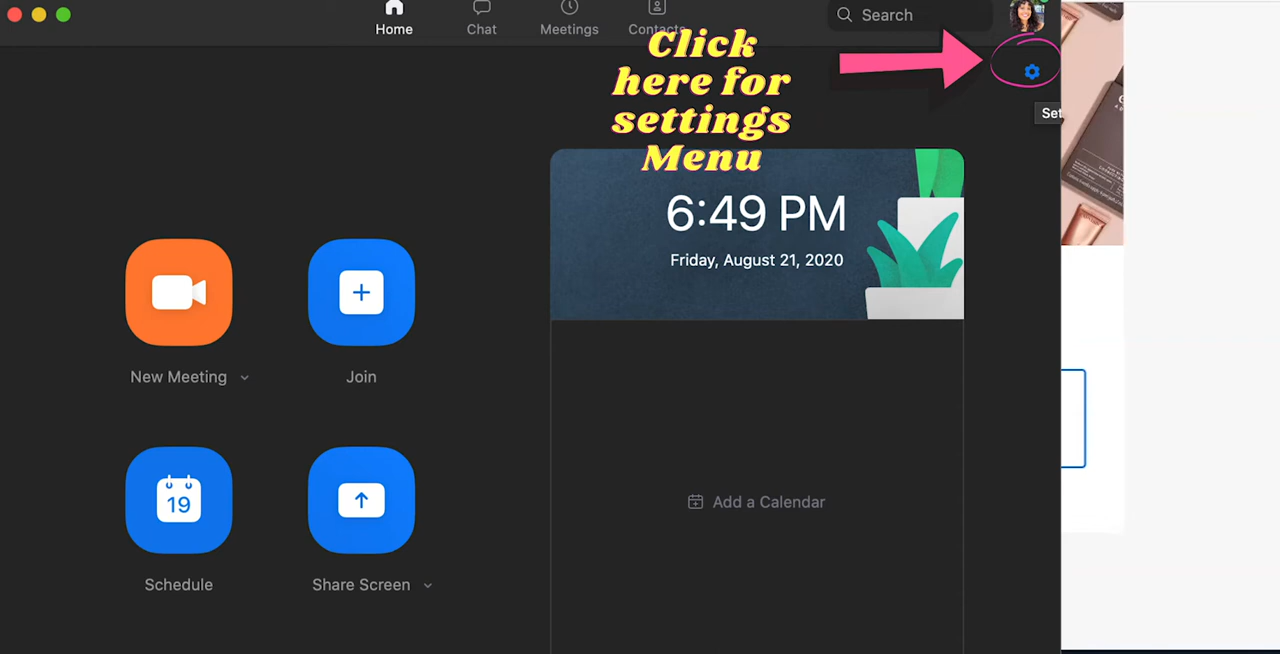 Home
Chat
Meetings
Contacts
Search
Click
here for
settings
Menu
Set
6:49 PM
Friday, August 21, 2020
New Meeting
Join
19
Schedule
Share Screen
Add a Calendar